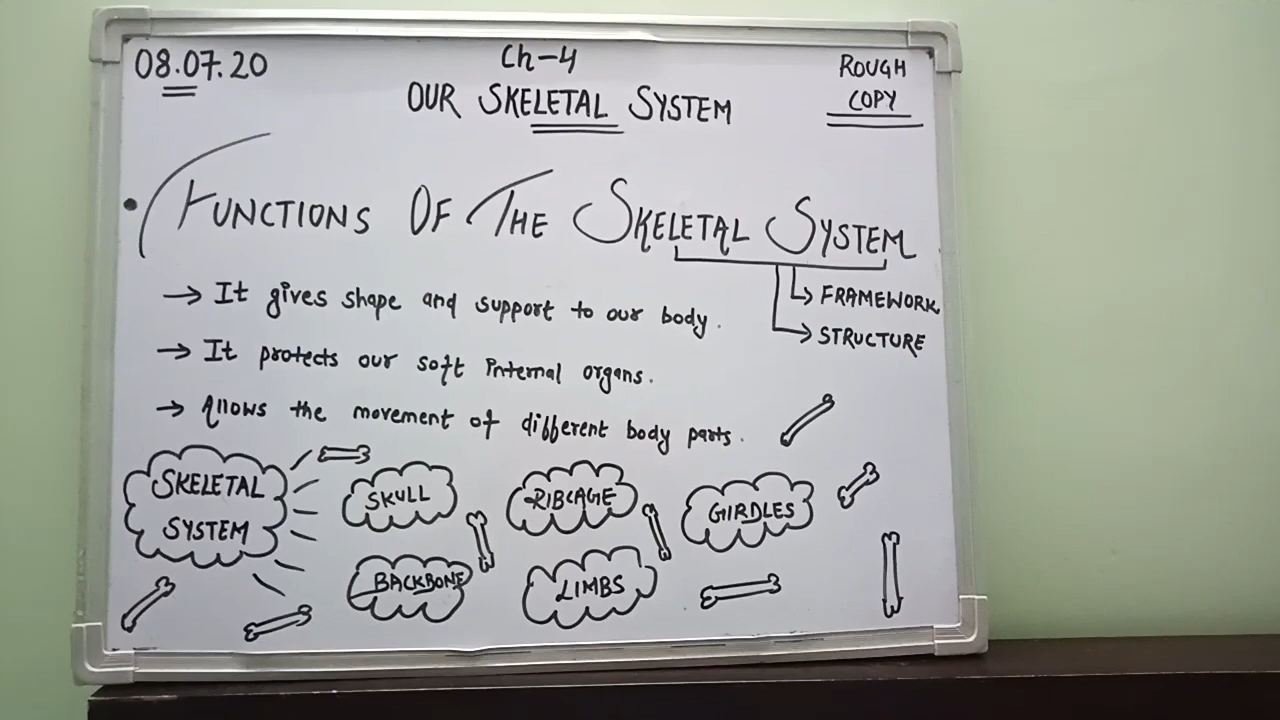 08.07.20
Ch-4
ROUGH
COPY
OUR SKELETAL SYSTEM
• FUNCTIONS OF THE SKELETAL SYSTEM
→ FRAMEWORK
→ STRUCTURE
→ It gives shape and support to our body.
→ It protects our soft internal organs.
→ Allows the movement of different body parts.
SKELETAL
SYSTEM
SKULL
RIBCAGE
GIRDLES
BACKBONE
LIMBS